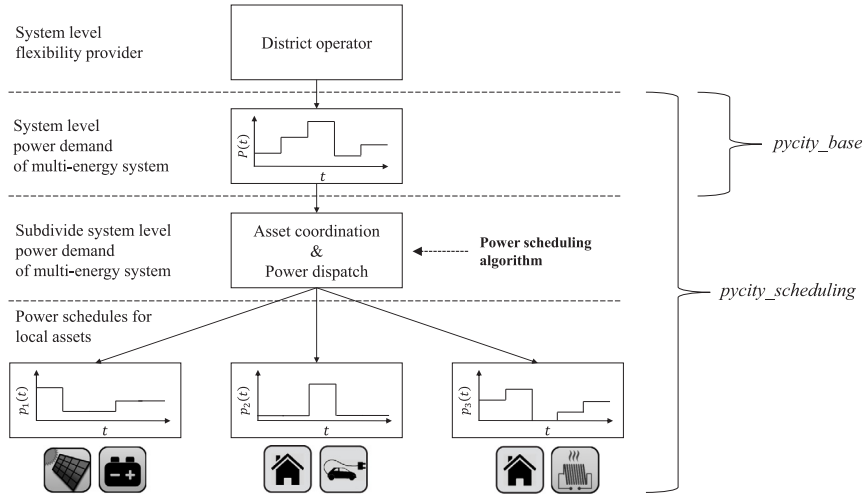 System level
flexibility provider
District operator
System level
power demand
of multi-energy system
P(t)
t
pycity_base
Subdivide system level
power demand
of multi-energy system
Asset coordination
&
Power dispatch
Power scheduling
algorithm
pycity_scheduling
Power schedules for
local assets
p₁(t)
t
p₂(t)
t
p₃(t)
t